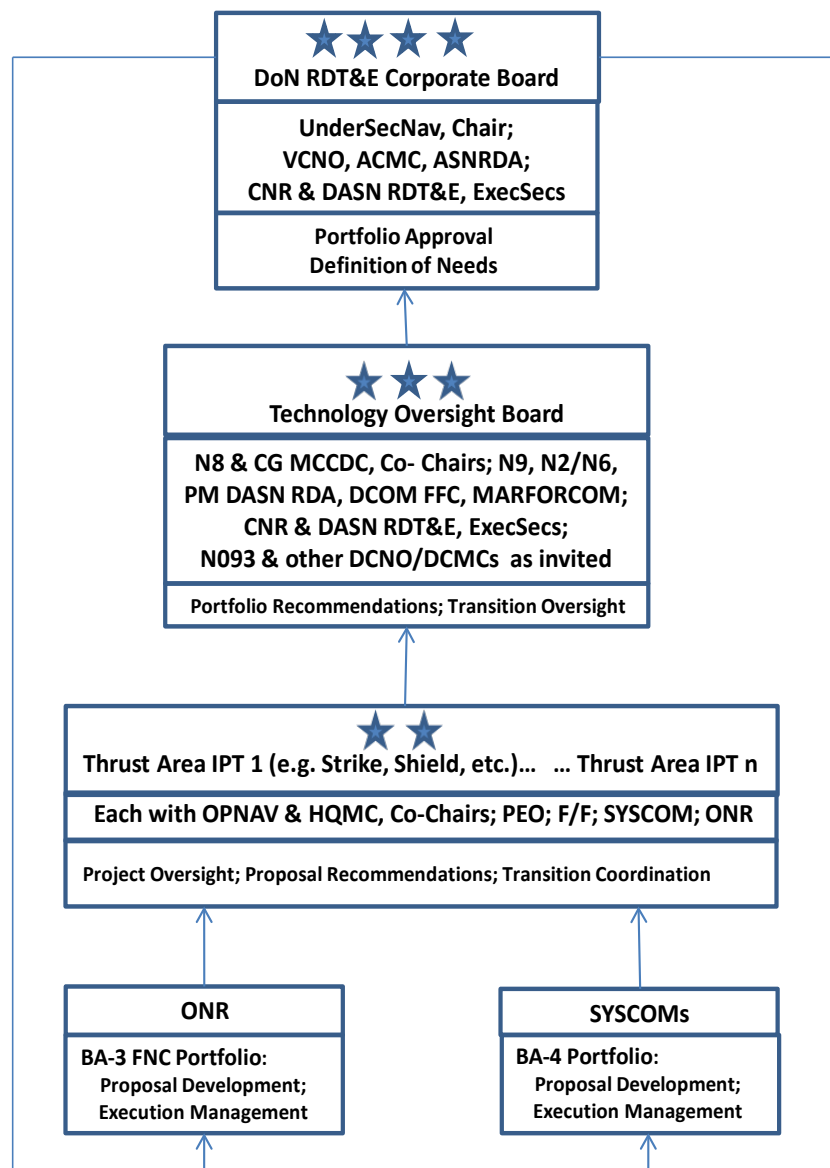 DoN RDT&E Corporate Board
UnderSecNav, Chair;
VCNO, ACMC, ASNRDA;
CNR & DASN RDT&E, ExecSecs
Portfolio Approval
Definition of Needs
Technology Oversight Board
N8 & CG MCCDC, Co- Chairs; N9, N2/N6,
PM DASN RDA, DCOM FFC, MARFORCOM;
CNR & DASN RDT&E, ExecSecs;
N093 & other DCNO/DCMCs as invited
Portfolio Recommendations; Transition Oversight
Thrust Area IPT 1 (e.g. Strike, Shield, etc.)... ... Thrust Area IPT n
Each with OPNAV & HQMC, Co-Chairs; PEO; F/F; SYSCOM; ONR
Project Oversight; Proposal Recommendations; Transition Coordination
ONR
BA-3 FNC Portfolio:
Proposal Development;
Execution Management
SYSCOMs
BA-4 Portfolio:
Proposal Development;
Execution Management